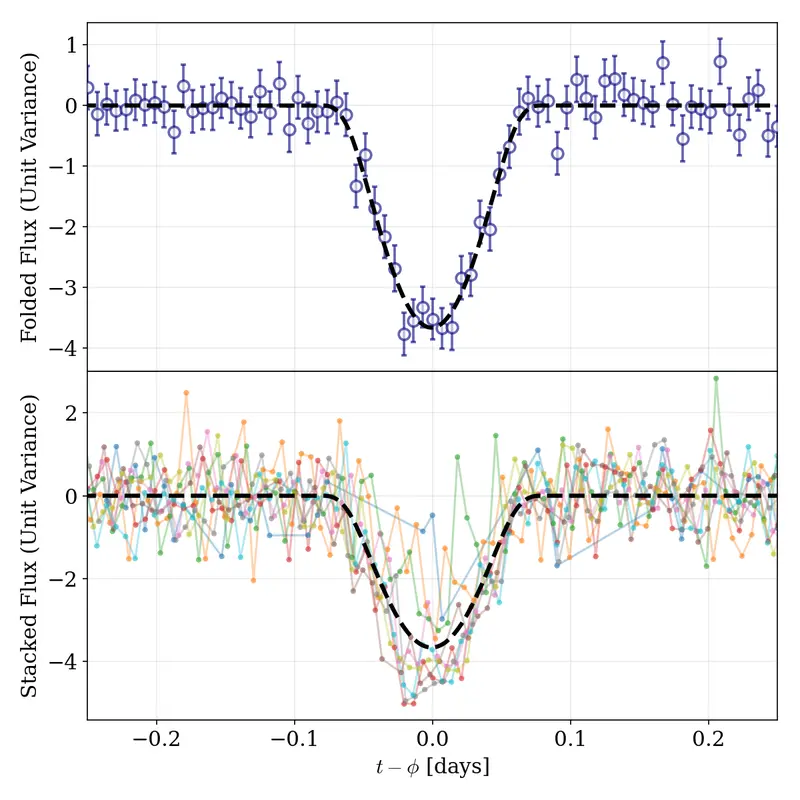 Folded Flux (Unit Variance)
1
0
−1
−2
−3
−4
Stacked Flux (Unit Variance)
2
0
−2
−4
−0.2 −0.1 0.0 0.1 0.2
t − ϕ [days]